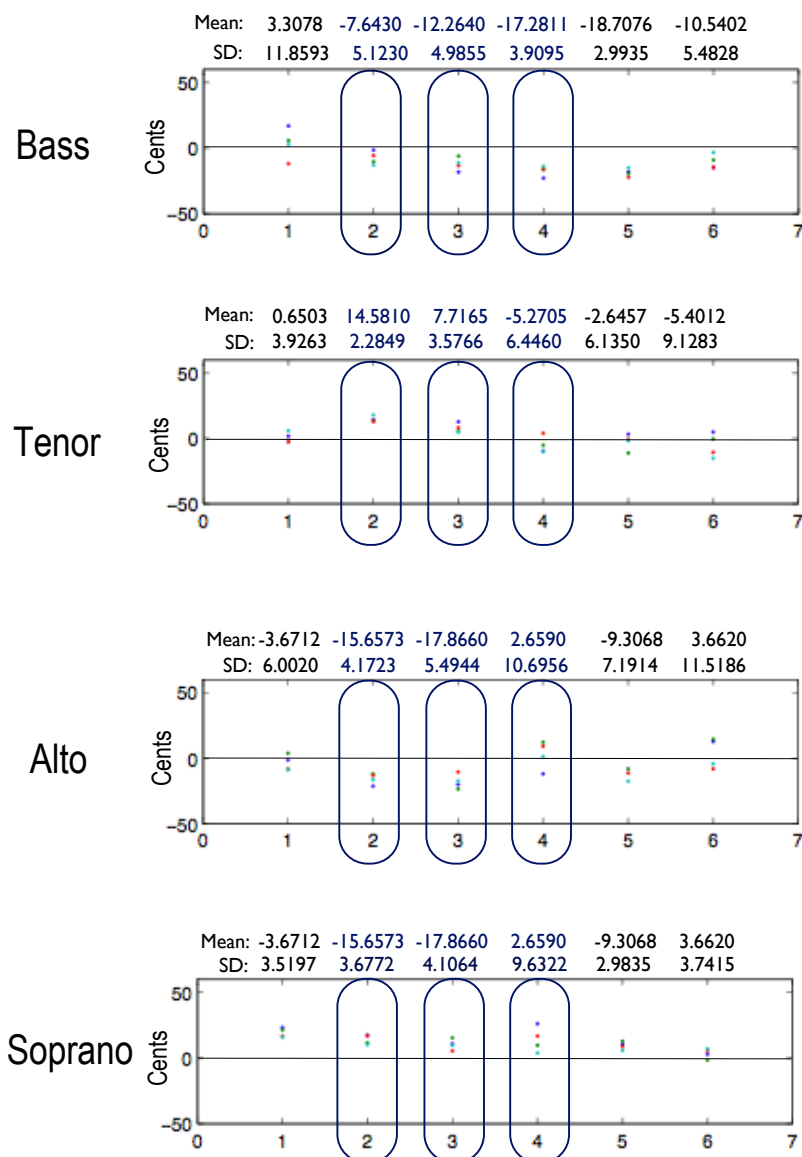 Mean: 3.3078 -7.6430 -12.2640 -17.2811 -18.7076 -10.5402
SD: 11.8593 5.1230 4.9855 3.9095 2.9935 5.4828
Bass
Cents
50
0
−50
0 1 2 3 4 5 6 7
Mean: 0.6503 14.5810 7.7165 -5.2705 -2.6457 -5.4012
SD: 3.9263 2.2849 3.5766 6.4460 6.1350 9.1283
Tenor
Cents
50
0
−50
0 1 2 3 4 5 6 7
Mean: -3.6712 -15.6573 -17.8660 2.6590 -9.3068 3.6620
SD: 6.0020 4.1723 5.4944 10.6956 7.1914 11.5186
Alto
Cents
50
0
−50
0 1 2 3 4 5 6 7
Mean: -3.6712 -15.6573 -17.8660 2.6590 -9.3068 3.6620
SD: 3.5197 3.6772 4.1064 9.6322 2.9835 3.7415
Soprano
Cents
50
0
−50
0 1 2 3 4 5 6 7